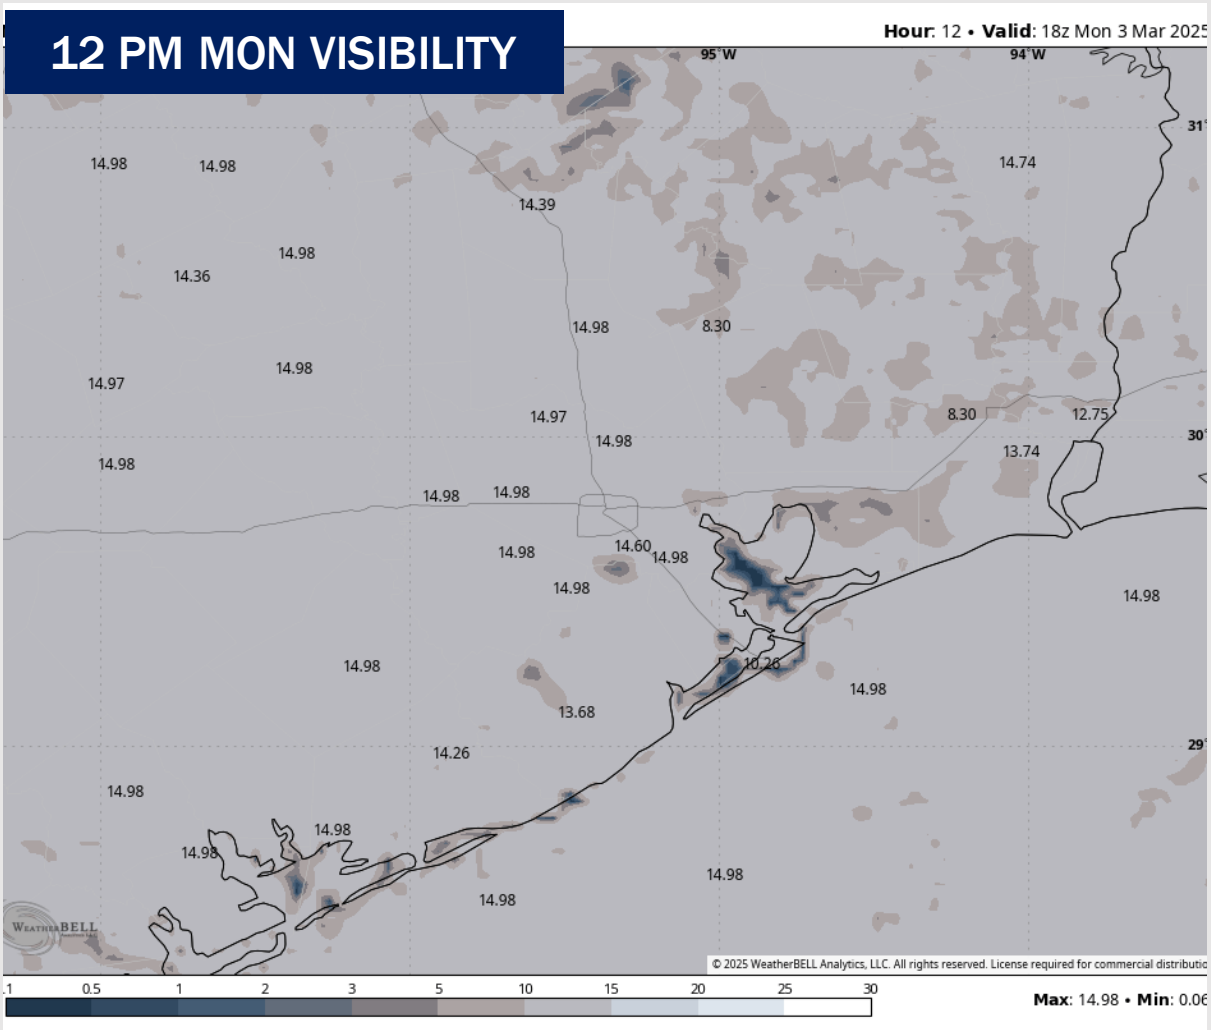 12 PM MON VISIBILITY
Hour: 12 • Valid: 18z Mon 3 Mar 2025
95°W 94°W
31°
14.98 14.98 14.74
14.39
14.98
14.36
14.98 8.30
14.98
14.97
14.97 8.30 12.75
14.98 30°
14.98 13.74
14.98 14.98
14.98 14.60 14.98
14.98 14.98
14.98 10.26
14.98
13.68
14.26 29°
14.98
14.98
14.98
14.98
14.98
WEATHERBELL
© 2025 WeatherBELL Analytics, LLC. All rights reserved. License required for commercial distributio
.1 0.5 1 2 3 5 10 15 20 25 30
Max: 14.98 • Min: 0.06